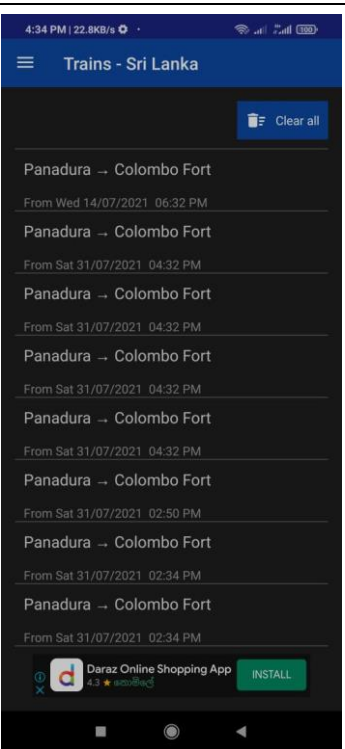 4:34 PM | 22.8KB/s
100
Trains - Sri Lanka
Clear all
Panadura → Colombo Fort
From Wed 14/07/2021 06:32 PM
Panadura → Colombo Fort
From Sat 31/07/2021 04:32 PM
Panadura → Colombo Fort
From Sat 31/07/2021 04:32 PM
Panadura → Colombo Fort
From Sat 31/07/2021 04:32 PM
Panadura → Colombo Fort
From Sat 31/07/2021 04:32 PM
Panadura → Colombo Fort
From Sat 31/07/2021 02:50 PM
Panadura → Colombo Fort
From Sat 31/07/2021 02:34 PM
Panadura → Colombo Fort
From Sat 31/07/2021 02:34 PM
d
Daraz Online Shopping App
4.3 ★ නොමිලේ
INSTALL